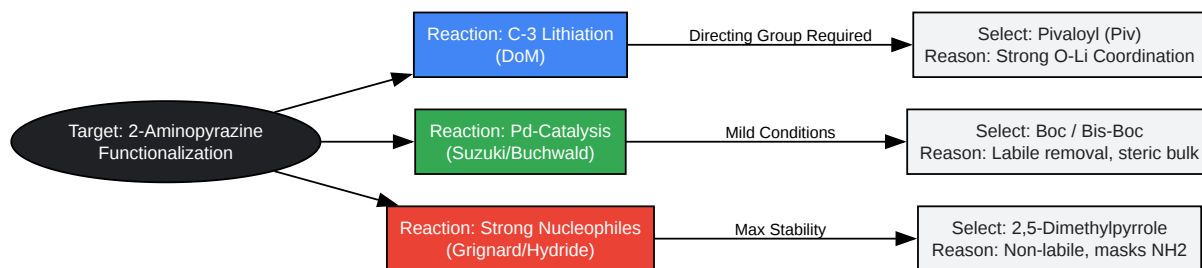 Target: 2-Aminopyrazine
Functionalization
Reaction: C-3 Lithiation
(DoM)
Directing Group Required
Select: Pivaloyl (Piv)
Reason: Strong O-Li Coordination
Reaction: Pd-Catalysis
(Suzuki/Buchwald)
Mild Conditions
Select: Boc / Bis-Boc
Reason: Labile removal, steric bulk
Reaction: Strong Nucleophiles
(Grignard/Hydride)
Max Stability
Select: 2,5-Dimethylpyrrole
Reason: Non-labile, masks NH2